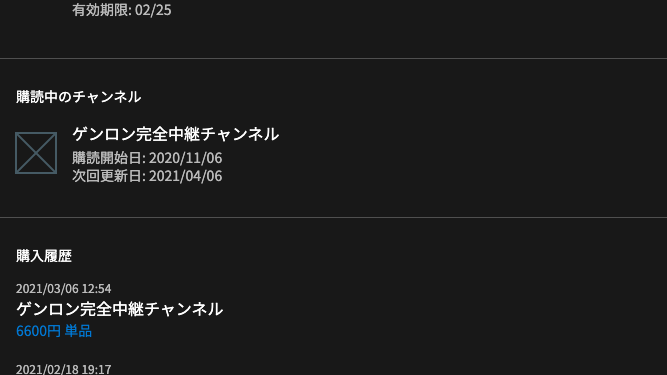 有効期限: 02/25
購読中のチャンネル
ゲンロン完全中継チャンネル
購読開始日: 2020/11/06
次回更新日: 2021/04/06
購入履歴
2021/03/06 12:54
ゲンロン完全中継チャンネル
6600円 単品
2021/02/18 19:17